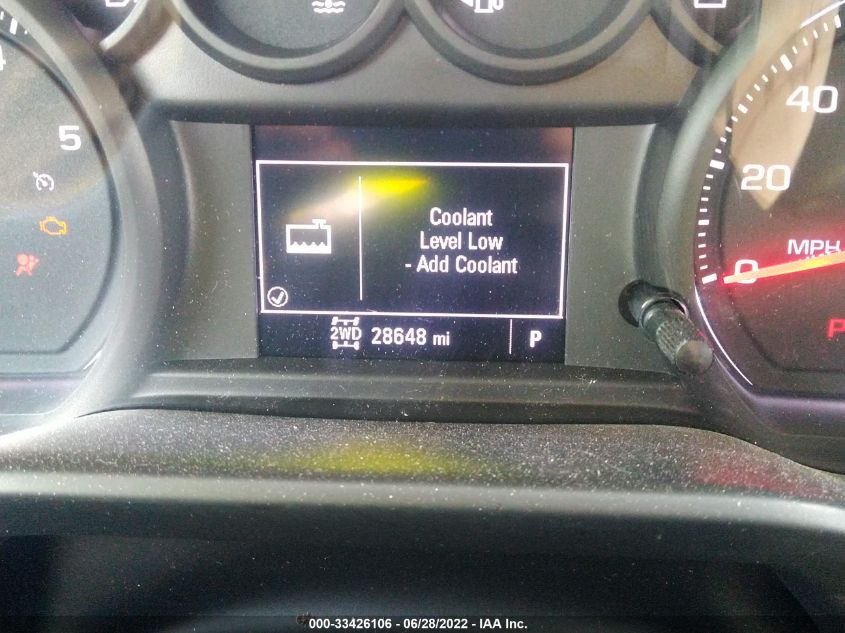 5
40
20
MPH
0
Coolant
Level Low
- Add Coolant
2WD 28648 mi P
P
000-33426106 - 06/28/2022 - IAA Inc.